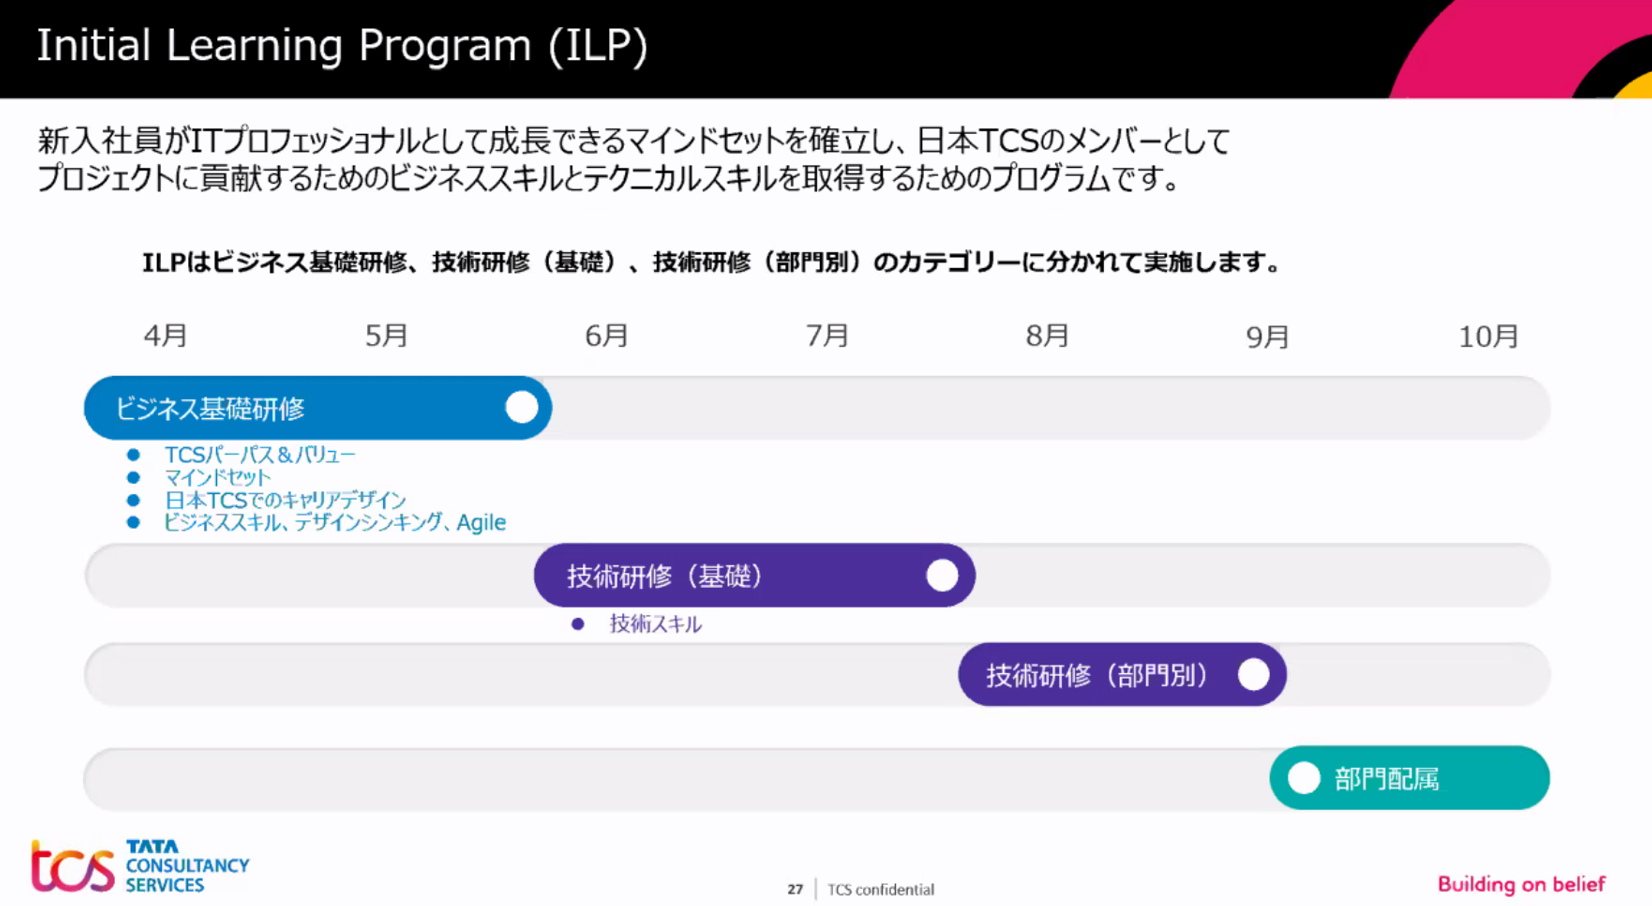 Initial Learning Program (ILP)
新入社員がITプロフェッショナルとして成長できるマインドセットを確立し、日本TCSのメンバーとして
プロジェクトに貢献するためのビジネススキルとテクニカルスキルを取得するためのプログラムです。
ILPはビジネス基礎研修、技術研修（基礎）、技術研修（部門別）のカテゴリーに分かれて実施します。
4月 5月 6月 7月 8月 9月 10月
ビジネス基礎研修
● TCSパーパス＆バリュー
● マインドセット
● 日本TCSでのキャリアデザイン
● ビジネススキル、デザインシンキング、Agile
技術研修（基礎）
● 技術スキル
技術研修（部門別）
部門配属
tcs TATA
CONSULTANCY
SERVICES
27 | TCS confidential
Building on belief